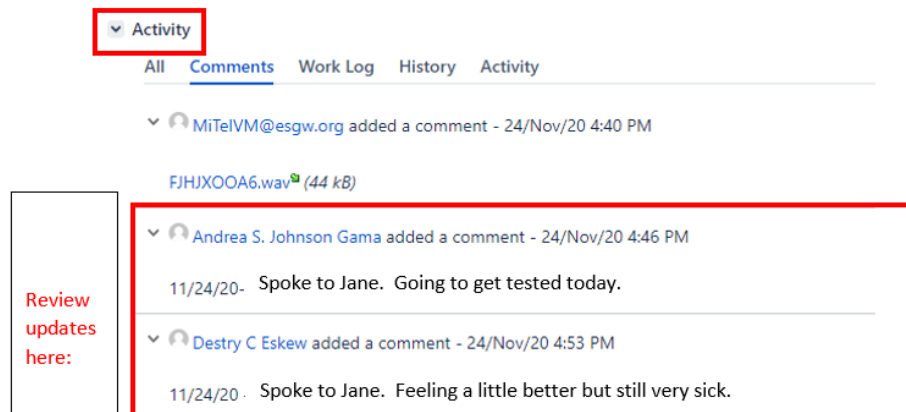 Activity
All Comments Work Log History Activity
MiTelVM@esgw.org added a comment - 24/Nov/20 4:40 PM
FJHJXOOA6.wav (44 kB)
Andrea S. Johnson Gama added a comment - 24/Nov/20 4:46 PM
11/24/20- Spoke to Jane. Going to get tested today.
Review
updates
here:
Destry C Eskew added a comment - 24/Nov/20 4:53 PM
11/24/20- Spoke to Jane. Feeling a little better but still very sick.